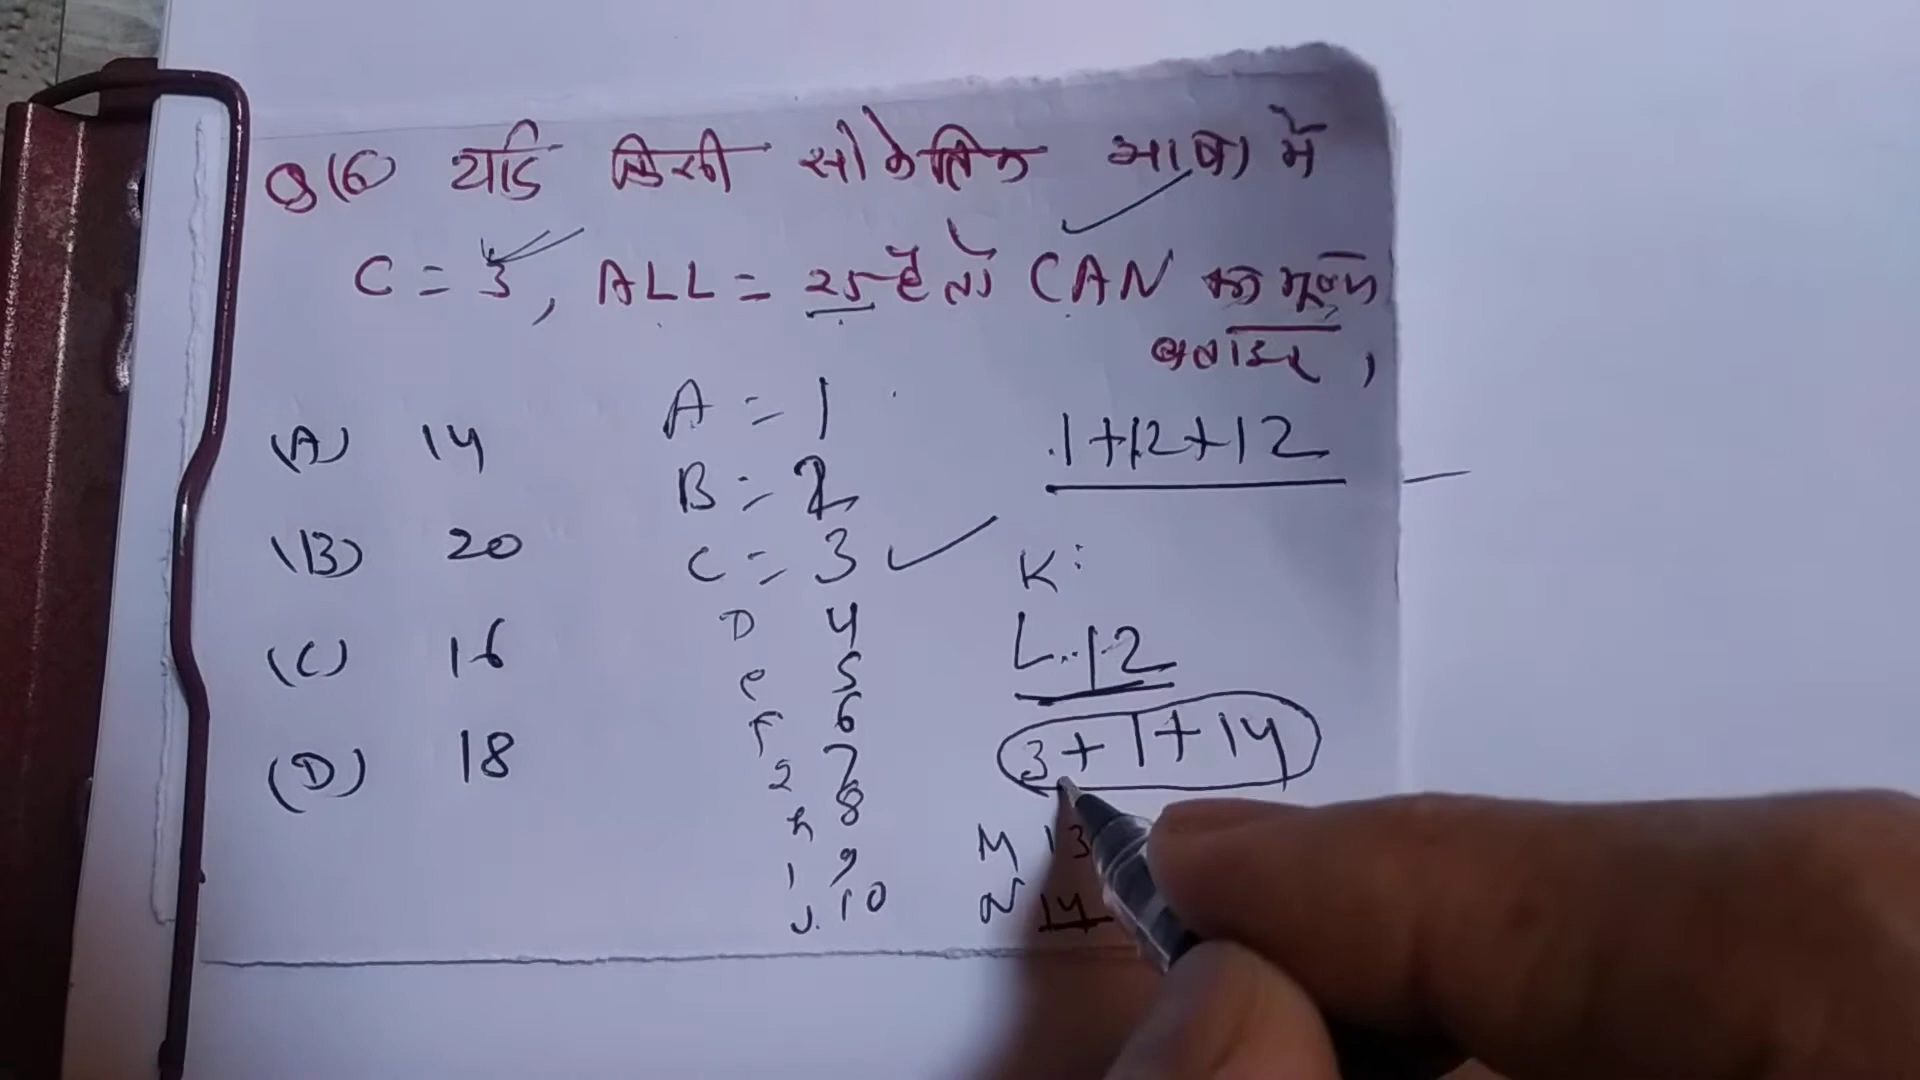 Q(6) यदि किसी सांकेतिक भाषा में
C = 3, ALL = 25 है तो CAN का मूल्य
बताइए,
(A) 14
(B) 20
(C) 16
(D) 18
A = 1
B = 2
C = 3
D 4
e 5
F 6
g 7
h 8
I 9
J. 10
1+12+12
K
L..12
3+1+14
M 13
N 14